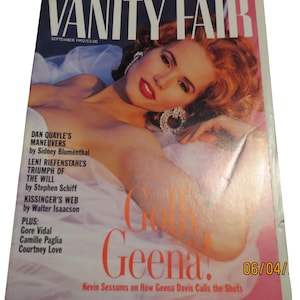 VANITY FAIR
SEPTEMBER 1992/$3.00
DAN QUAYLE'S
MANEUVERS
by Sidney Blumenthal
LENI RIEFENSTAHL'S
TRIUMPH OF
THE WILL
by Stephen Schiff
KISSINGER'S WEB
by Walter Isaacson
PLUS:
Gore Vidal
Camille Paglia
Courtney Love
Golly,
Geena!
Kevin Sessums on How Geena Davis Calls the Shots
06/04/